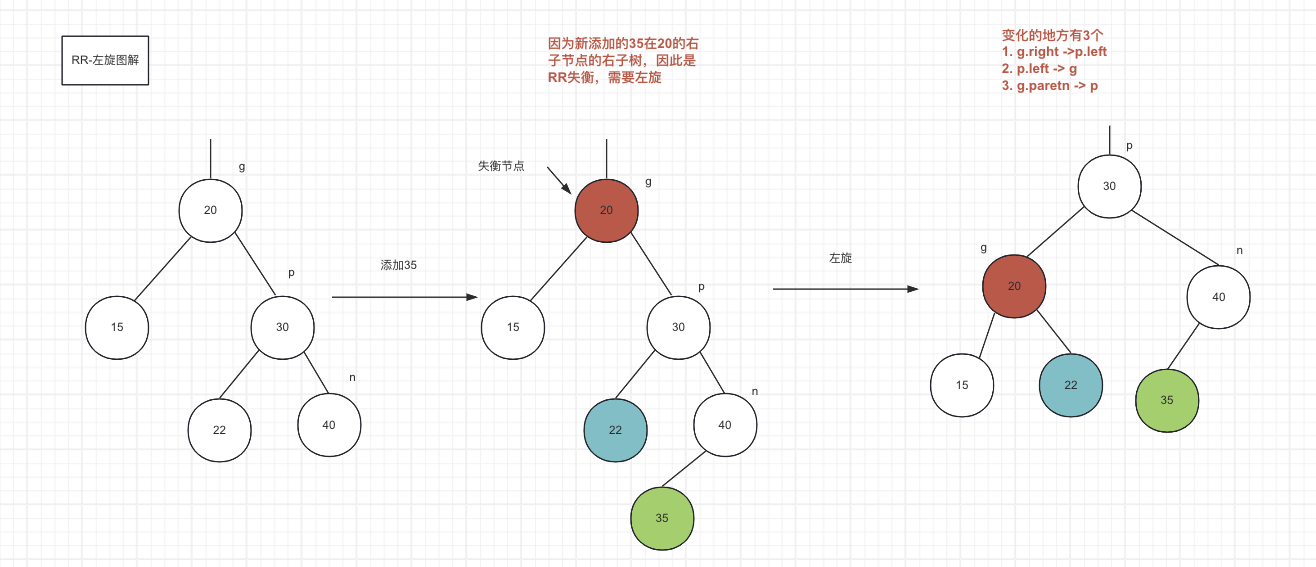 RR-左旋图解
因为新添加的35在20的右
子节点的右子树，因此是
RR失衡，需要左旋
变化的地方有3个
1. g.right ->p.left
2. p.left -> g
3. g.paretn -> p
g
20
p
15
30
n
22
40
添加35
失衡节点
g
20
p
15
30
n
22
40
35
左旋
p
30
g
n
20
40
15
22
35